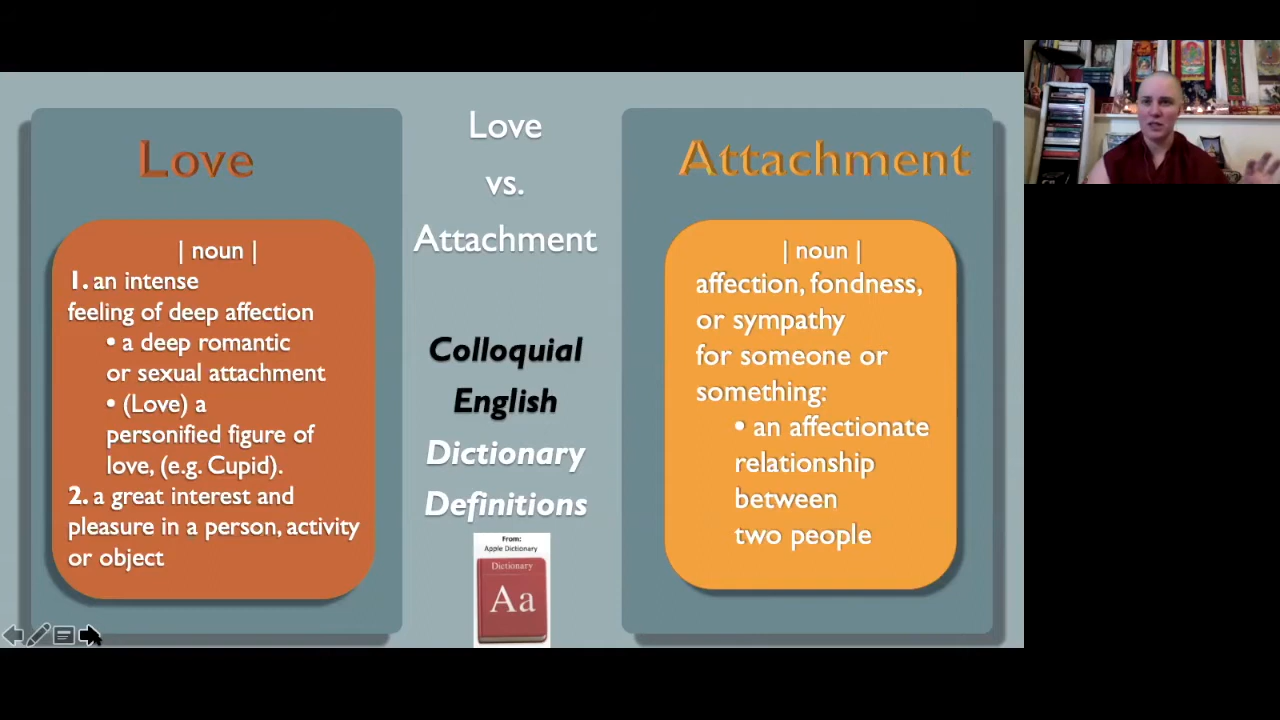 Love
| noun |
1. an intense
feeling of deep affection
• a deep romantic
or sexual attachment
• (Love) a
personified figure of
love, (e.g. Cupid).
2. a great interest and
pleasure in a person, activity
or object
Love
vs.
Attachment
Colloquial
English
Dictionary
Definitions
From:
Apple Dictionary
Dictionary
Aa
Attachment
| noun |
affection, fondness,
or sympathy
for someone or
something:
• an affectionate
relationship
between
two people